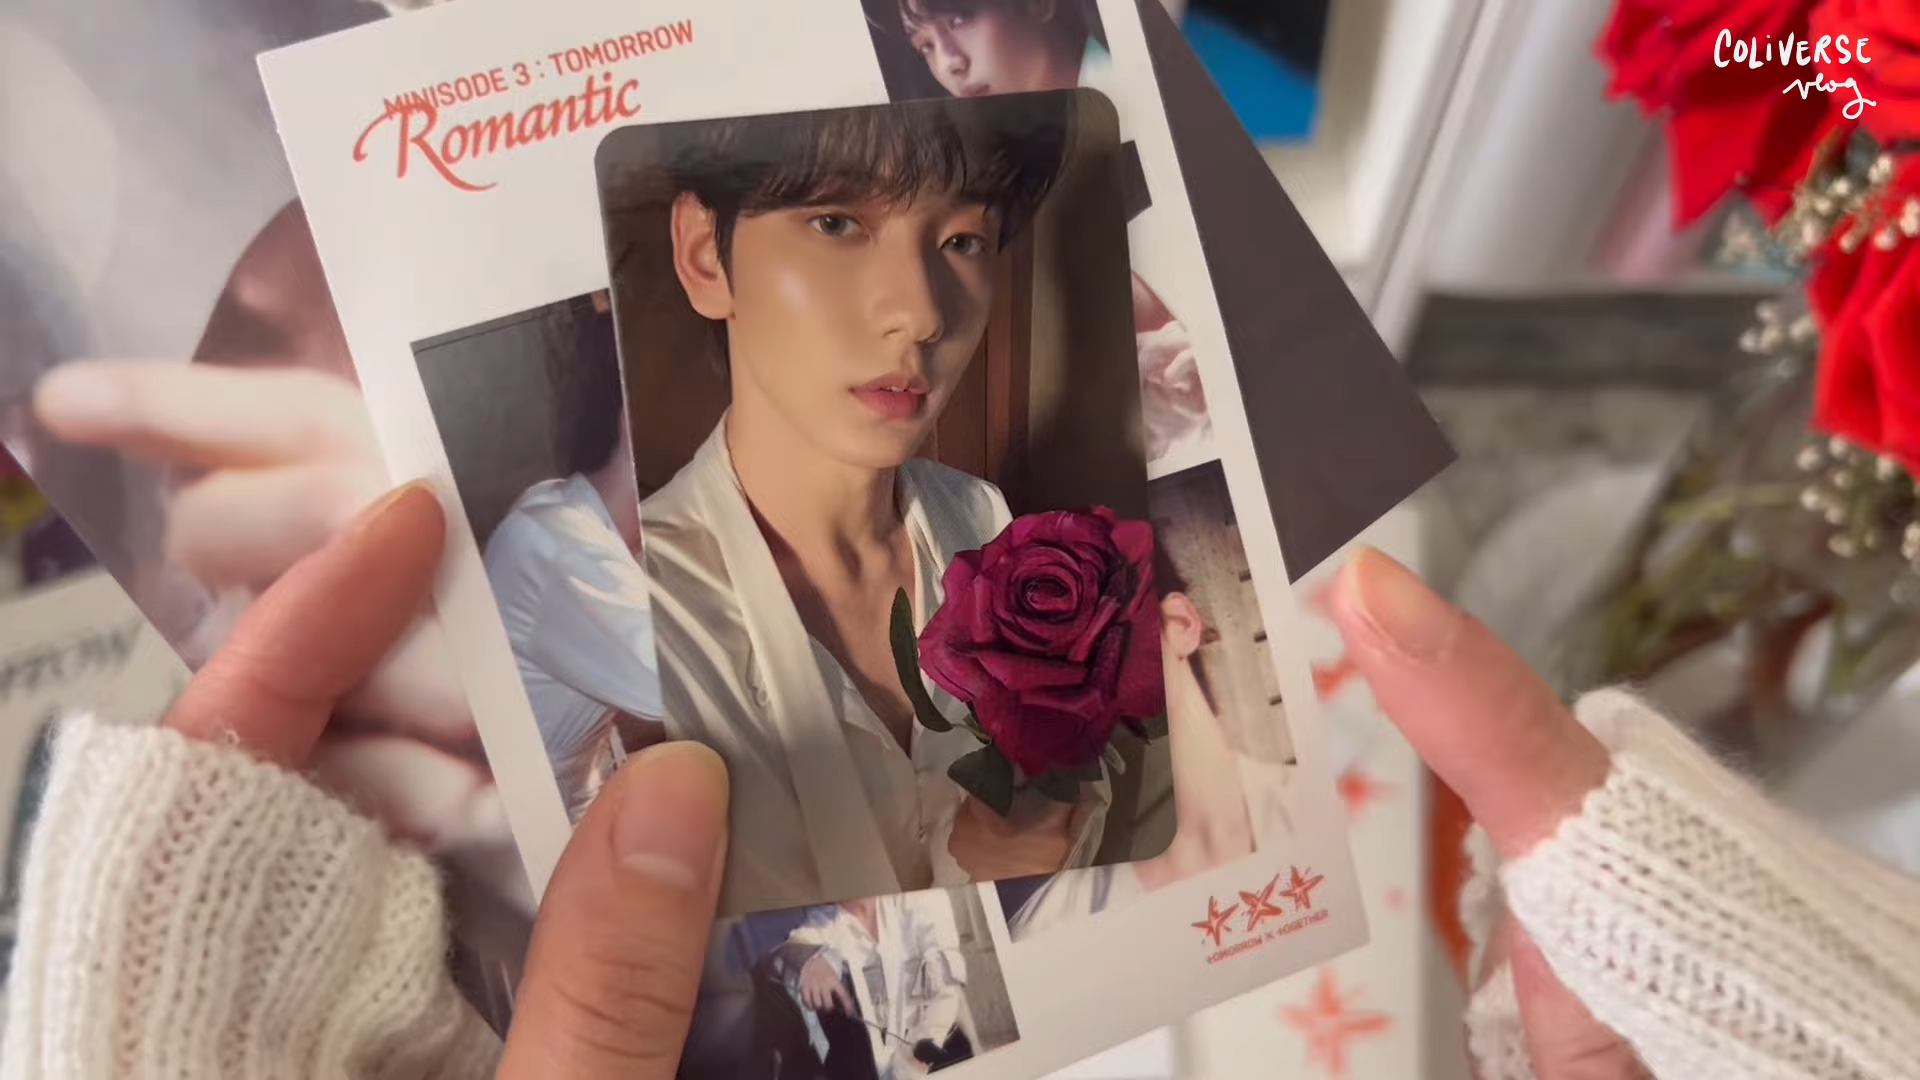 MINISODE 3 : TOMORROW
Romantic
COLIVERSE
vlog
TOMORROW X TOGETHER